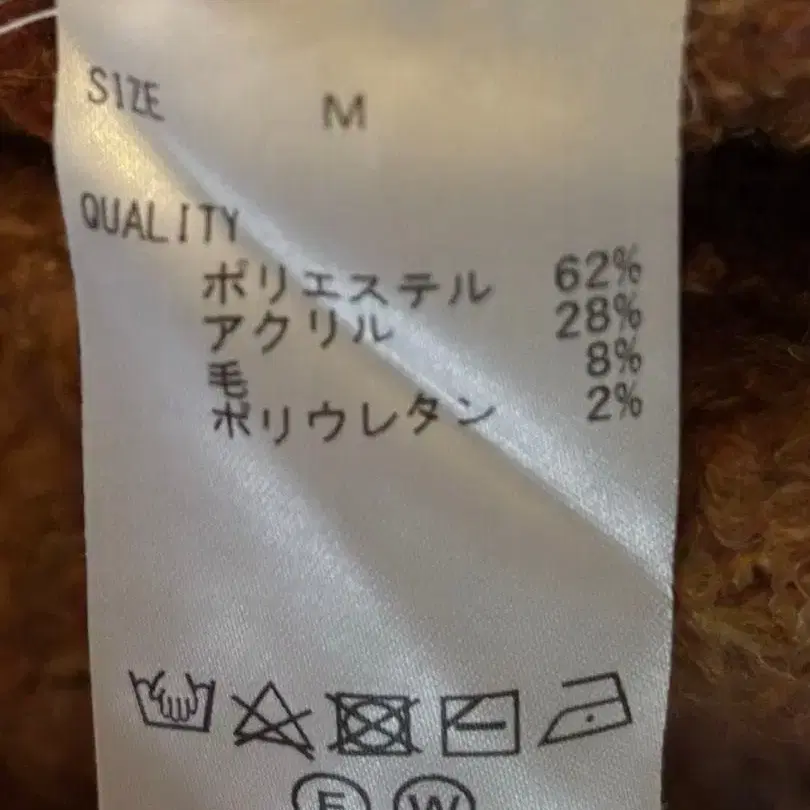 SIZE M
QUALITY
ポリエステル 62%
アクリル 28%
毛 8%
ポリウレタン 2%
F W